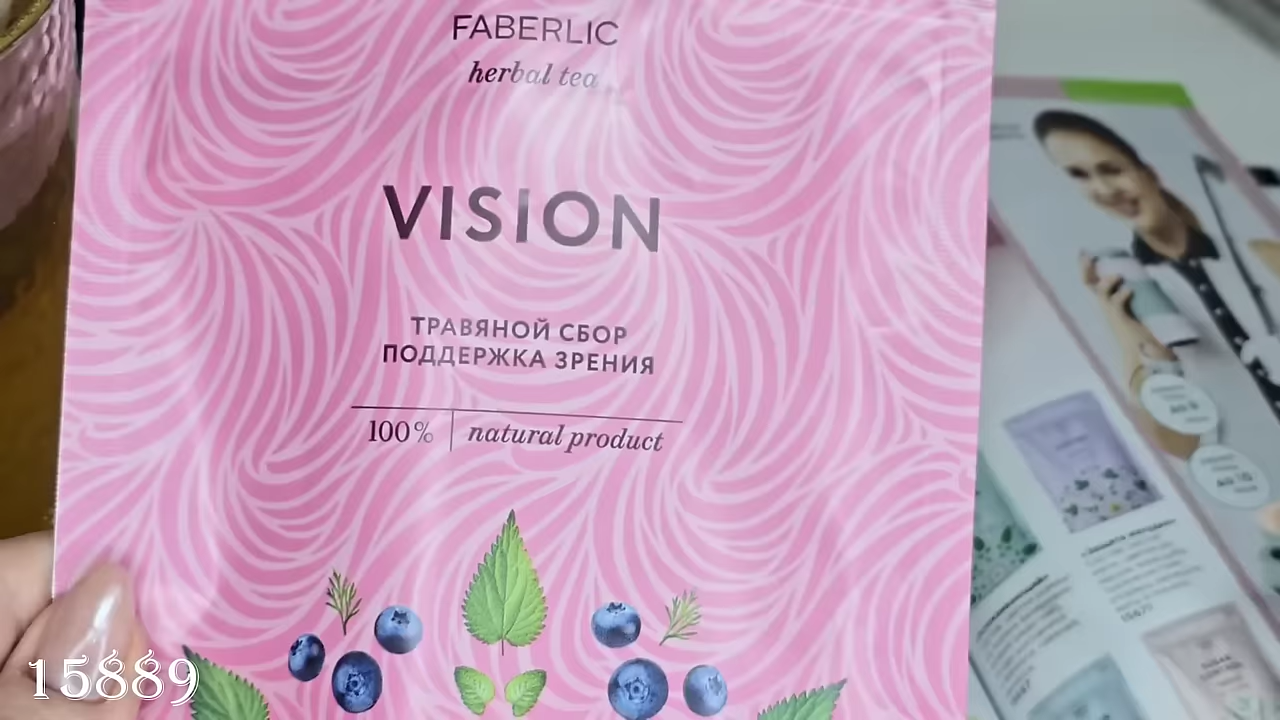 FABERLIC
herbal tea
VISION
ТРАВЯНОЙ СБОР
ПОДДЕРЖКА ЗРЕНИЯ
100% natural product
15889